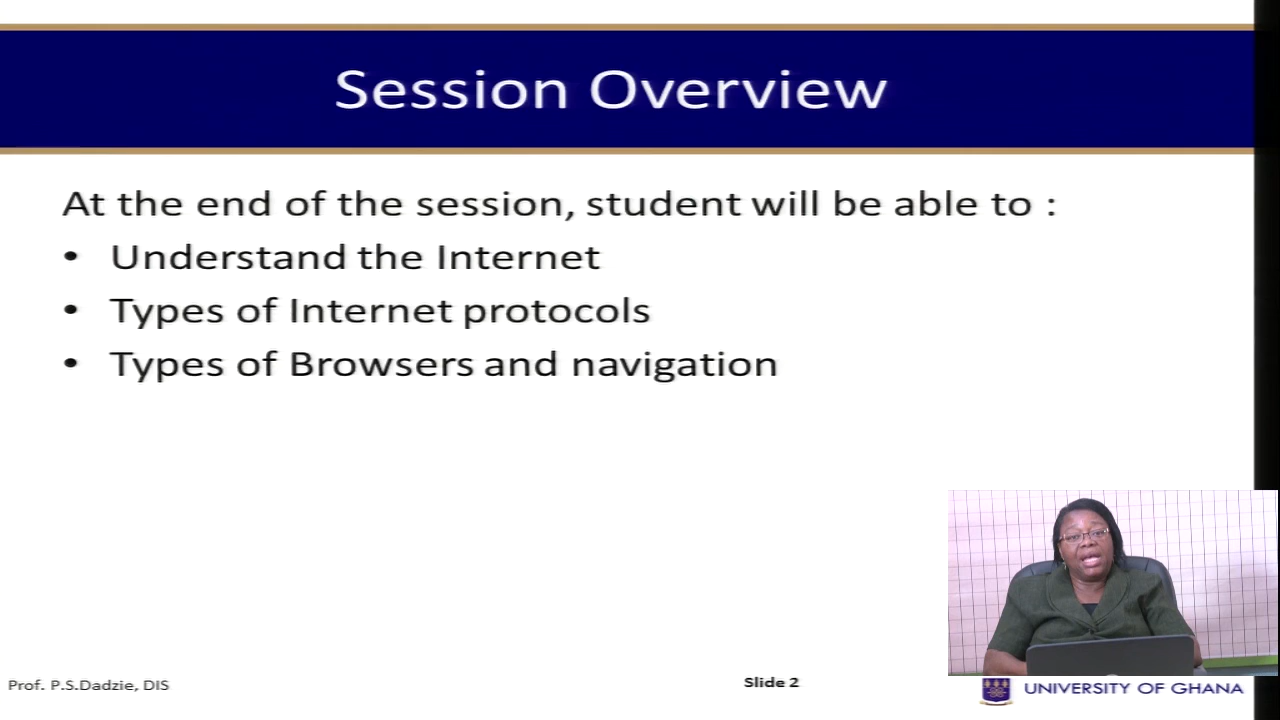 Session Overview
At the end of the session, student will be able to :
• Understand the Internet
• Types of Internet protocols
• Types of Browsers and navigation
Prof. P.S.Dadzie, DIS
Slide 2
UNIVERSITY OF GHANA